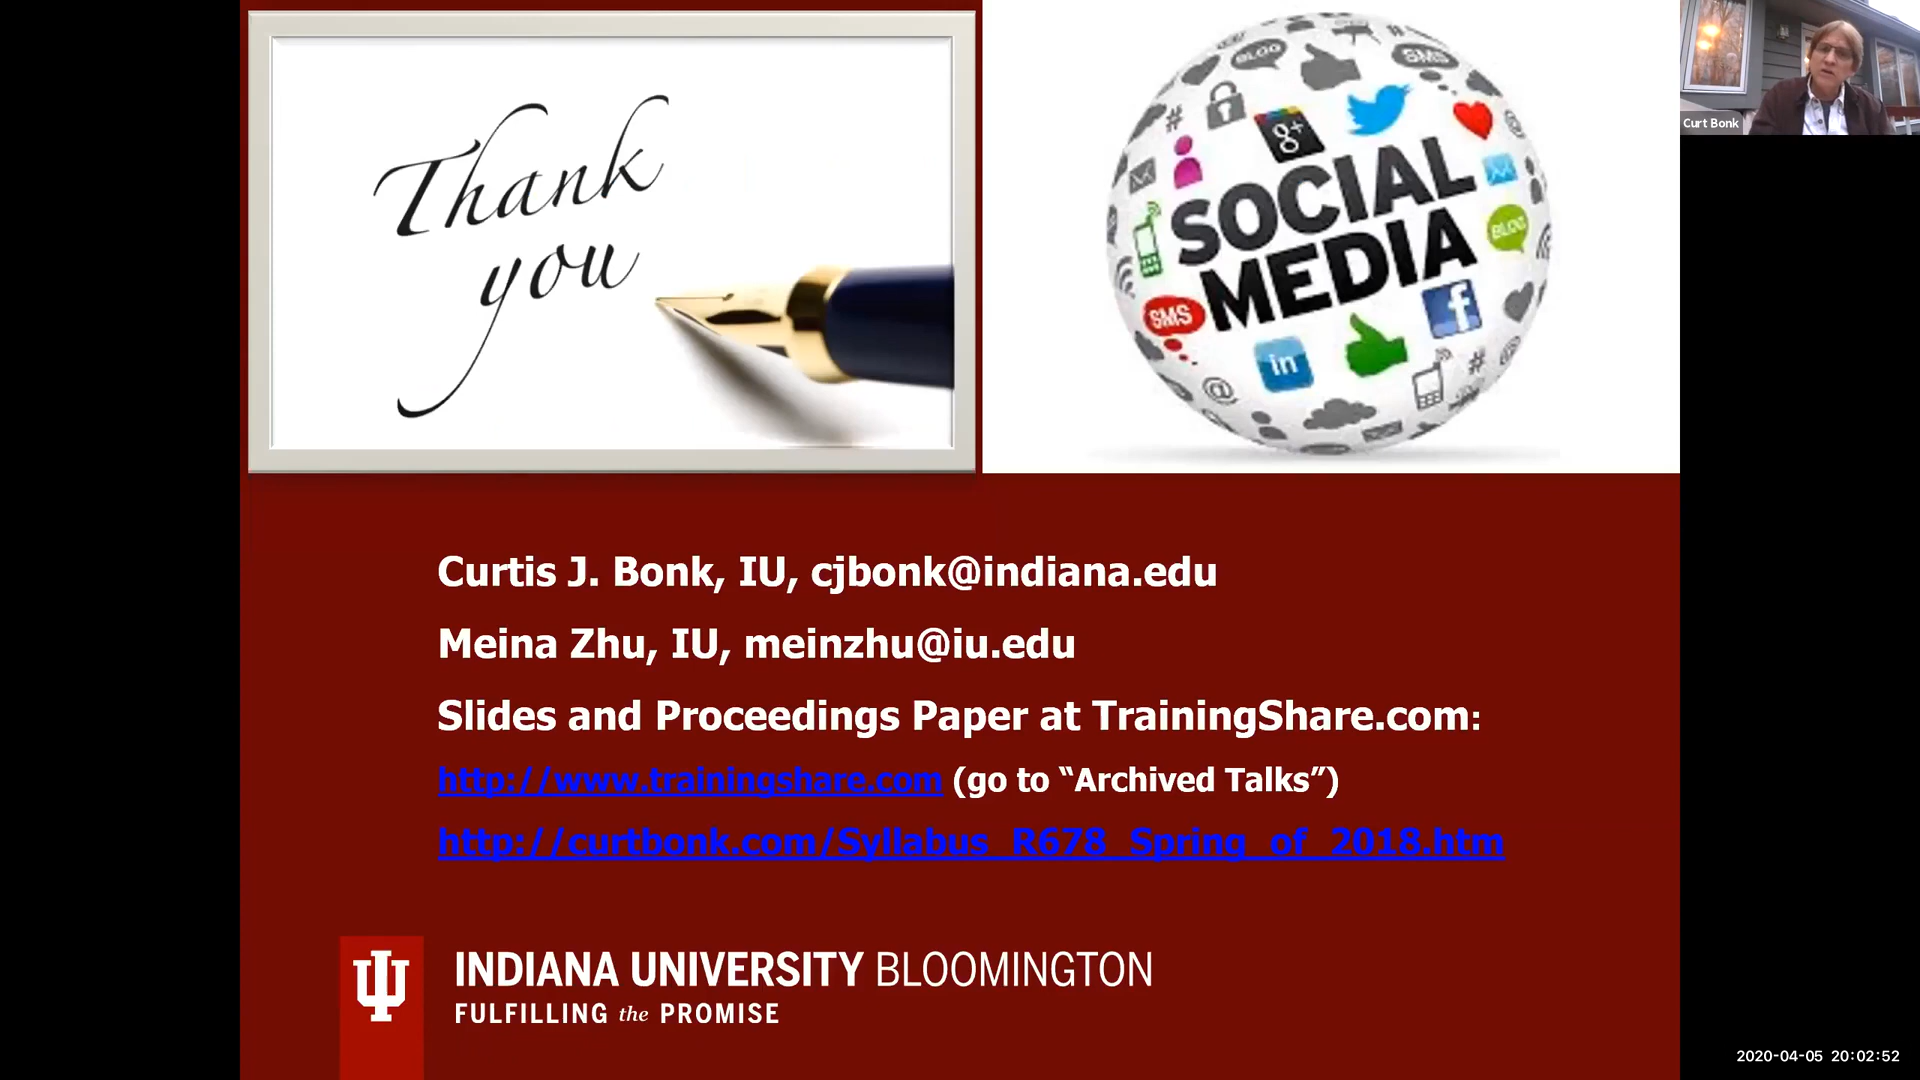 Thank
you
BLOG
SMS
#
g+
SOCIAL
MEDIA
BLOG
SMS
f
in
#
@
Curt Bonk
Curtis J. Bonk, IU, cjbonk@indiana.edu
Meina Zhu, IU, meinzhu@iu.edu
Slides and Proceedings Paper at TrainingShare.com:
http://www.trainingshare.com (go to “Archived Talks”)
http://curtbonk.com/Syllabus_R678_Spring_of_2018.htm
INDIANA UNIVERSITY BLOOMINGTON
FULFILLING the PROMISE
2020-04-05 20:02:52